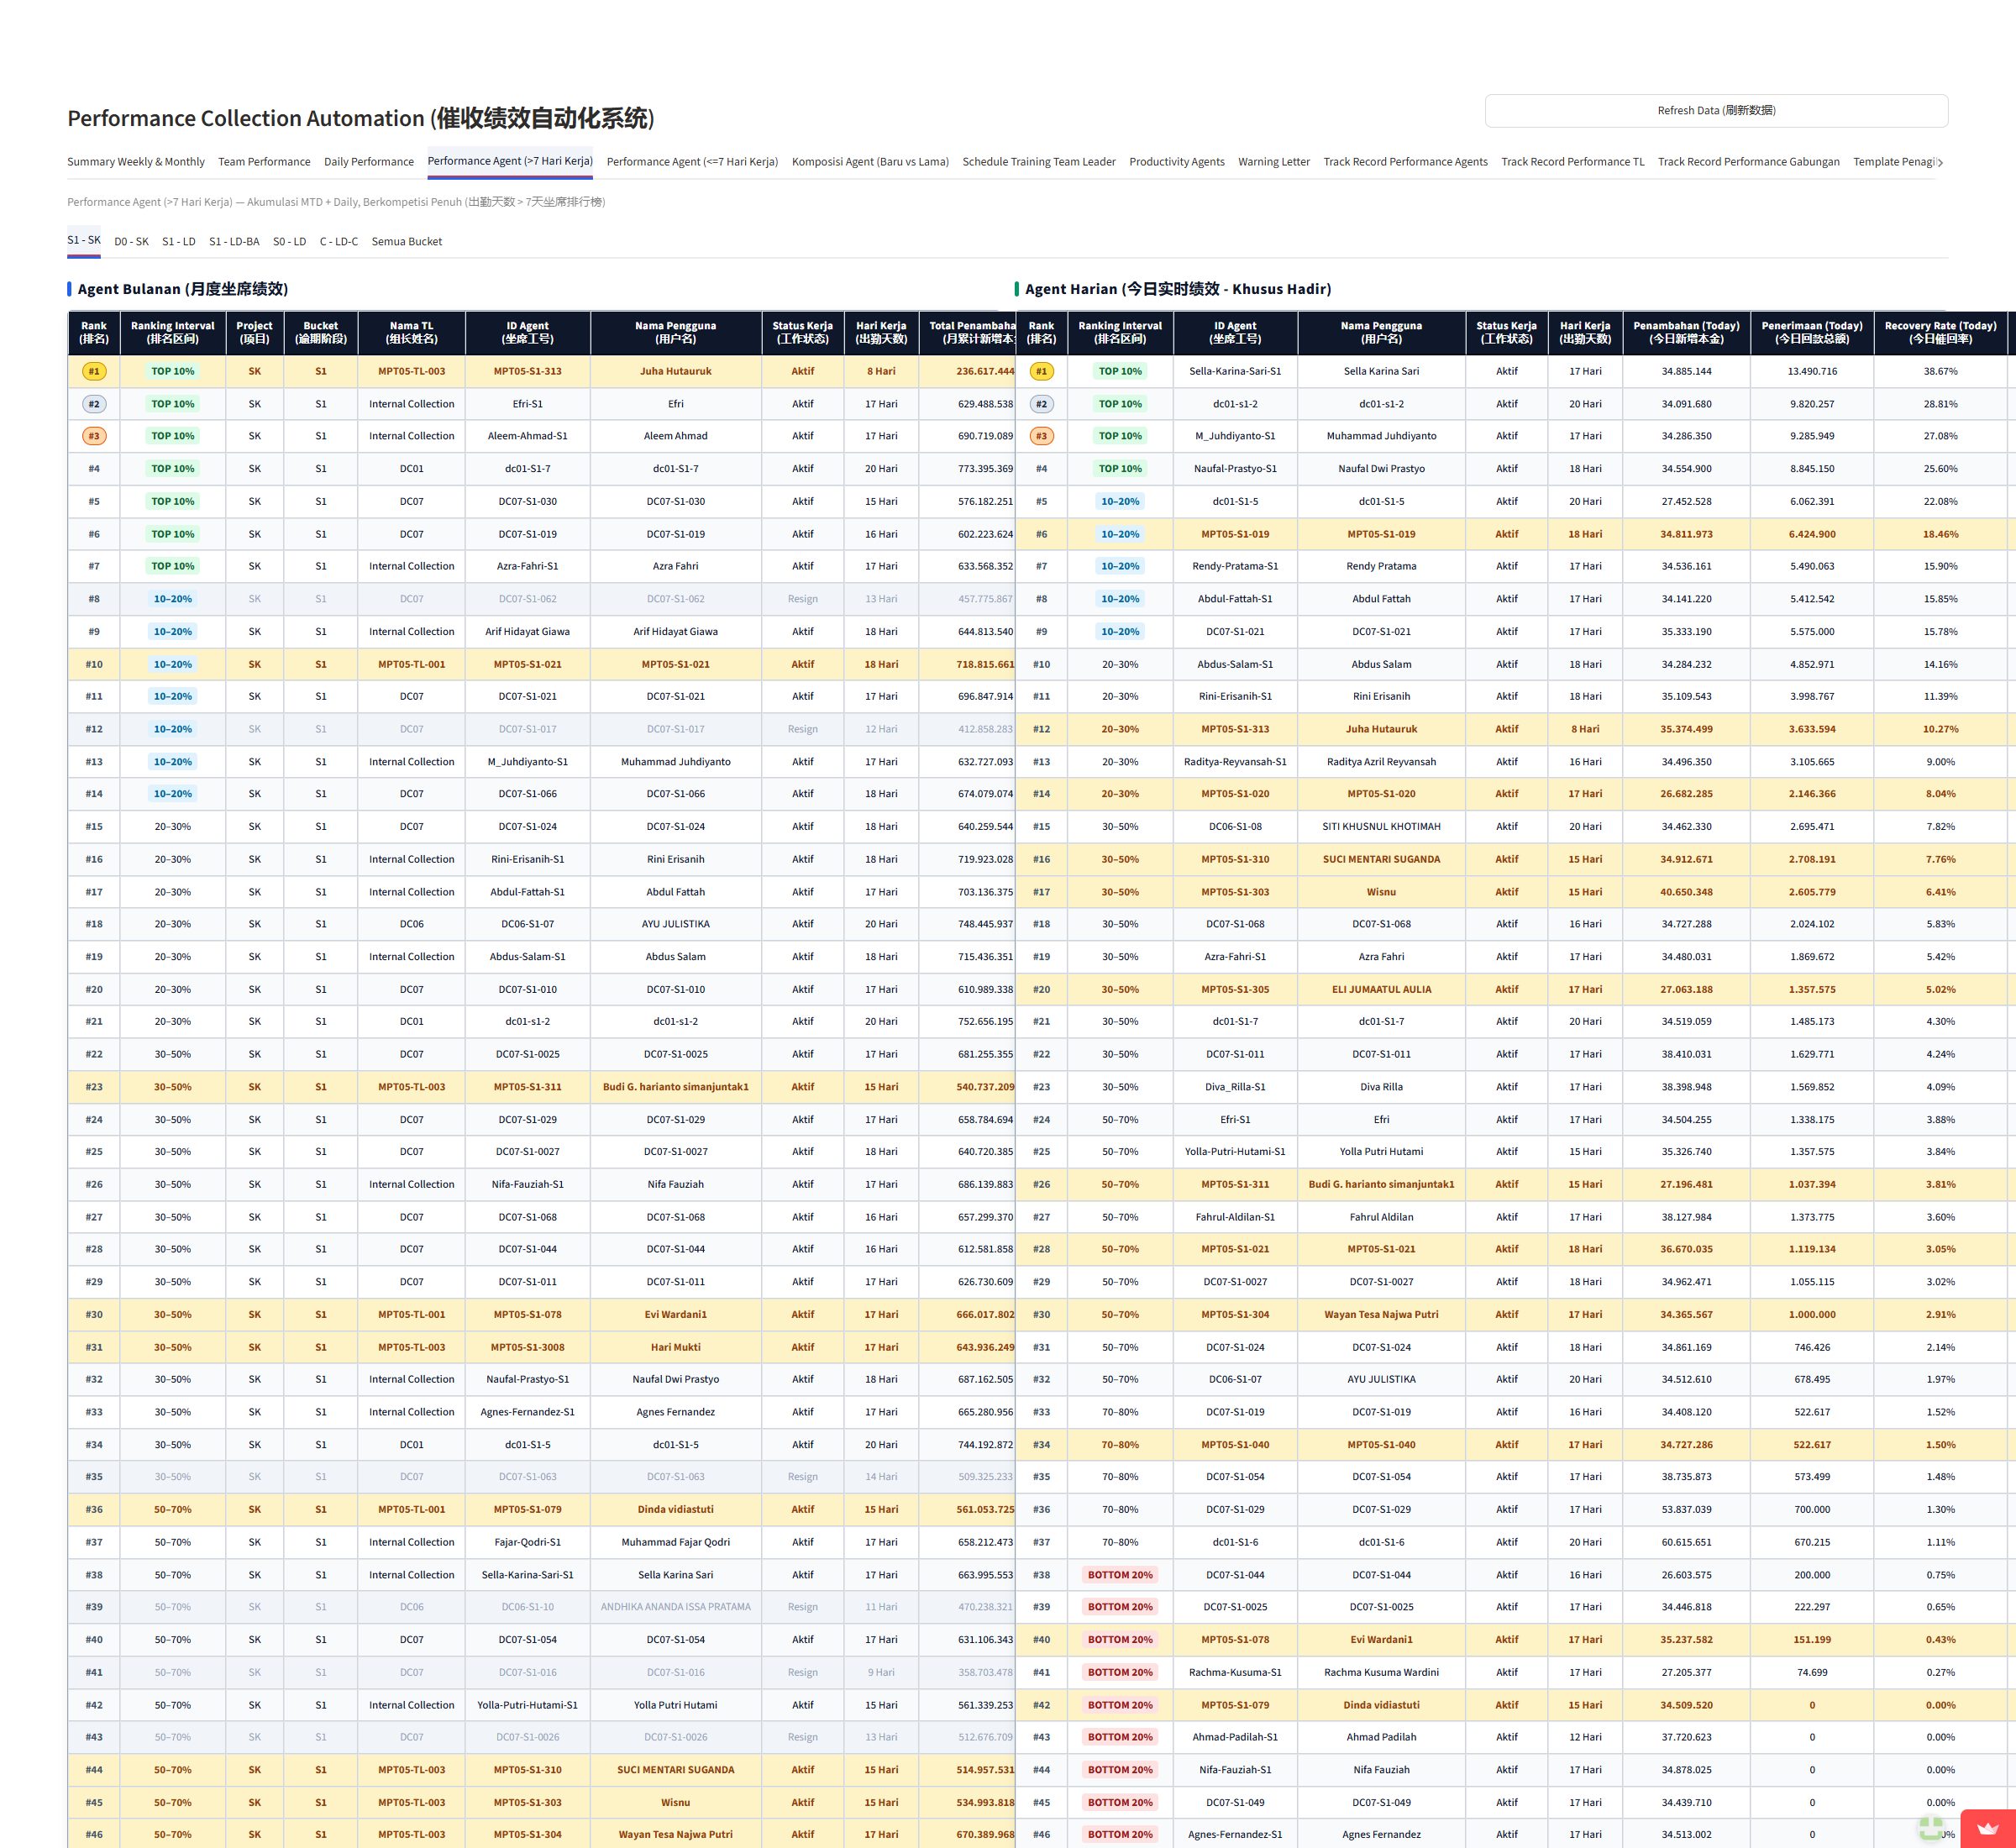 Performance Collection Automation (催收绩效自动化系统)
Refresh Data (刷新数据)
Summary Weekly & Monthly Team Performance Daily Performance Performance Agent (>7 Hari Kerja) Performance Agent (<=7 Hari Kerja) Komposisi Agent (Baru vs Lama) Schedule Training Team Leader Productivity Agents Warning Letter Track Record Performance Agents Track Record Performance TL Track Record Performance Gabungan Template Penagi
Performance Agent (>7 Hari Kerja) — Akumulasi MTD + Daily, Berkompetisi Penuh (出勤天数 > 7天坐席排行榜)
S1 - SK D0 - SK S1 - LD S1 - LD-BA S0 - LD C - LD-C Semua Bucket
Agent Bulanan (月度坐席绩效)
Rank Ranking Interval Project Bucket Nama TL ID Agent Nama Pengguna Status Kerja Hari Kerja Total Penambaha
(排名) (排名区间) (项目) (逾期阶段) (组长姓名) (坐席工号) (用户名) (工作状态) (出勤天数) (月累计新增本
#1 TOP 10% SK S1 MPT05-TL-003 MPT05-S1-313 Juha Hutauruk Aktif 8 Hari 236.617.444
#2 TOP 10% SK S1 Internal Collection Efri-S1 Efri Aktif 17 Hari 629.488.538
#3 TOP 10% SK S1 Internal Collection Aleem-Ahmad-S1 Aleem Ahmad Aktif 17 Hari 690.719.089
#4 TOP 10% SK S1 DC01 dc01-S1-7 dc01-S1-7 Aktif 20 Hari 773.395.369
#5 TOP 10% SK S1 DC07 DC07-S1-030 DC07-S1-030 Aktif 15 Hari 576.182.251
#6 TOP 10% SK S1 DC07 DC07-S1-019 DC07-S1-019 Aktif 16 Hari 602.223.624
#7 TOP 10% SK S1 Internal Collection Azra-Fahri-S1 Azra Fahri Aktif 17 Hari 633.568.352
#8 10–20% SK S1 DC07 DC07-S1-062 DC07-S1-062 Resign 13 Hari 457.775.867
#9 10–20% SK S1 Internal Collection Arif Hidayat Giawa Arif Hidayat Giawa Aktif 18 Hari 644.813.540
#10 10–20% SK S1 MPT05-TL-001 MPT05-S1-021 MPT05-S1-021 Aktif 18 Hari 718.815.661
#11 10–20% SK S1 DC07 DC07-S1-021 DC07-S1-021 Aktif 17 Hari 696.847.914
#12 10–20% SK S1 DC07 DC07-S1-017 DC07-S1-017 Resign 12 Hari 412.858.283
#13 10–20% SK S1 Internal Collection M_Juhdiyanto-S1 Muhammad Juhdiyanto Aktif 17 Hari 632.727.093
#14 10–20% SK S1 DC07 DC07-S1-066 DC07-S1-066 Aktif 18 Hari 674.079.074
#15 20–30% SK S1 DC07 DC07-S1-024 DC07-S1-024 Aktif 18 Hari 640.259.544
#16 20–30% SK S1 Internal Collection Rini-Erisanih-S1 Rini Erisanih Aktif 18 Hari 719.923.028
#17 20–30% SK S1 Internal Collection Abdul-Fattah-S1 Abdul Fattah Aktif 17 Hari 703.136.375
#18 20–30% SK S1 DC06 DC06-S1-07 AYU JULISTIKA Aktif 20 Hari 748.445.937
#19 20–30% SK S1 Internal Collection Abdus-Salam-S1 Abdus Salam Aktif 18 Hari 715.436.351
#20 20–30% SK S1 DC07 DC07-S1-010 DC07-S1-010 Aktif 17 Hari 610.989.338
#21 20–30% SK S1 DC01 dc01-s1-2 dc01-s1-2 Aktif 20 Hari 752.656.195
#22 30–50% SK S1 DC07 DC07-S1-0025 DC07-S1-0025 Aktif 17 Hari 681.255.355
#23 30–50% SK S1 MPT05-TL-003 MPT05-S1-311 Budi G. harianto simanjuntak1 Aktif 15 Hari 540.737.209
#24 30–50% SK S1 DC07 DC07-S1-029 DC07-S1-029 Aktif 17 Hari 658.784.694
#25 30–50% SK S1 DC07 DC07-S1-0027 DC07-S1-0027 Aktif 18 Hari 640.720.385
#26 30–50% SK S1 Internal Collection Nifa-Fauziah-S1 Nifa Fauziah Aktif 17 Hari 686.139.883
#27 30–50% SK S1 DC07 DC07-S1-068 DC07-S1-068 Aktif 16 Hari 657.299.370
#28 30–50% SK S1 DC07 DC07-S1-044 DC07-S1-044 Aktif 16 Hari 612.581.858
#29 30–50% SK S1 DC07 DC07-S1-011 DC07-S1-011 Aktif 17 Hari 626.730.609
#30 30–50% SK S1 MPT05-TL-001 MPT05-S1-078 Evi Wardani1 Aktif 17 Hari 666.017.802
#31 30–50% SK S1 MPT05-TL-003 MPT05-S1-3008 Hari Mukti Aktif 17 Hari 643.936.249
#32 30–50% SK S1 Internal Collection Naufal-Prastyo-S1 Naufal Dwi Prastyo Aktif 18 Hari 687.162.505
#33 30–50% SK S1 Internal Collection Agnes-Fernandez-S1 Agnes Fernandez Aktif 17 Hari 665.280.956
#34 30–50% SK S1 DC01 dc01-S1-5 dc01-S1-5 Aktif 20 Hari 744.192.872
#35 30–50% SK S1 DC07 DC07-S1-063 DC07-S1-063 Resign 14 Hari 509.325.233
#36 50–70% SK S1 MPT05-TL-001 MPT05-S1-079 Dinda vidiastuti Aktif 15 Hari 561.053.725
#37 50–70% SK S1 Internal Collection Fajar-Qodri-S1 Muhammad Fajar Qodri Aktif 17 Hari 658.212.473
#38 50–70% SK S1 Internal Collection Sella-Karina-Sari-S1 Sella Karina Sari Aktif 17 Hari 663.995.553
#39 50–70% SK S1 DC06 DC06-S1-10 ANDHIKA ANANDA ISSA PRATAMA Resign 11 Hari 470.238.321
#40 50–70% SK S1 DC07 DC07-S1-054 DC07-S1-054 Aktif 17 Hari 631.106.343
#41 50–70% SK S1 DC07 DC07-S1-016 DC07-S1-016 Resign 9 Hari 358.703.478
#42 50–70% SK S1 Internal Collection Yolla-Putri-Hutami-S1 Yolla Putri Hutami Aktif 15 Hari 561.339.253
#43 50–70% SK S1 DC07 DC07-S1-0026 DC07-S1-0026 Resign 13 Hari 512.676.709
#44 50–70% SK S1 MPT05-TL-003 MPT05-S1-310 SUCI MENTARI SUGANDA Aktif 15 Hari 514.957.531
#45 50–70% SK S1 MPT05-TL-003 MPT05-S1-303 Wisnu Aktif 15 Hari 534.993.818
#46 50–70% SK S1 MPT05-TL-003 MPT05-S1-304 Wayan Tesa Najwa Putri Aktif 17 Hari 670.389.968
Agent Harian (今日实时绩效 - Khusus Hadir)
Rank Ranking Interval ID Agent Nama Pengguna Status Kerja Hari Kerja Penambahan (Today) Penerimaan (Today) Recovery Rate (Today)
(排名) (排名区间) (坐席工号) (用户名) (工作状态) (出勤天数) (今日新增本金) (今日回款总额) (今日催回率)
#1 TOP 10% Sella-Karina-Sari-S1 Sella Karina Sari Aktif 17 Hari 34.885.144 13.490.716 38.67%
#2 TOP 10% dc01-s1-2 dc01-s1-2 Aktif 20 Hari 34.091.680 9.820.257 28.81%
#3 TOP 10% M_Juhdiyanto-S1 Muhammad Juhdiyanto Aktif 17 Hari 34.286.350 9.285.949 27.08%
#4 TOP 10% Naufal-Prastyo-S1 Naufal Dwi Prastyo Aktif 18 Hari 34.554.900 8.845.150 25.60%
#5 10–20% dc01-s1-5 dc01-s1-5 Aktif 20 Hari 27.452.528 6.062.391 22.08%
#6 10–20% MPT05-S1-019 MPT05-S1-019 Aktif 18 Hari 34.811.973 6.424.900 18.46%
#7 10–20% Rendy-Pratama-S1 Rendy Pratama Aktif 17 Hari 34.536.161 5.490.063 15.90%
#8 10–20% Abdul-Fattah-S1 Abdul Fattah Aktif 17 Hari 34.141.220 5.412.542 15.85%
#9 10–20% DC07-S1-021 DC07-S1-021 Aktif 17 Hari 35.333.190 5.575.000 15.78%
#10 20–30% Abdus-Salam-S1 Abdus Salam Aktif 18 Hari 34.284.232 4.852.971 14.16%
#11 20–30% Rini-Erisanih-S1 Rini Erisanih Aktif 18 Hari 35.109.543 3.998.767 11.39%
#12 20–30% MPT05-S1-313 Juha Hutauruk Aktif 8 Hari 35.374.499 3.633.594 10.27%
#13 20–30% Raditya-Reyvansah-S1 Raditya Azril Reyvansah Aktif 16 Hari 34.496.350 3.105.665 9.00%
#14 20–30% MPT05-S1-020 MPT05-S1-020 Aktif 17 Hari 26.682.285 2.146.366 8.04%
#15 30–50% DC06-S1-08 SITI KHUSNUL KHOTIMAH Aktif 20 Hari 34.462.330 2.695.471 7.82%
#16 30–50% MPT05-S1-310 SUCI MENTARI SUGANDA Aktif 15 Hari 34.912.671 2.708.191 7.76%
#17 30–50% MPT05-S1-303 Wisnu Aktif 15 Hari 40.650.348 2.605.779 6.41%
#18 30–50% DC07-S1-068 DC07-S1-068 Aktif 16 Hari 34.727.288 2.024.102 5.83%
#19 30–50% Azra-Fahri-S1 Azra Fahri Aktif 17 Hari 34.480.031 1.869.672 5.42%
#20 30–50% MPT05-S1-305 ELI JUMAATUL AULIA Aktif 17 Hari 27.063.188 1.357.575 5.02%
#21 30–50% dc01-S1-7 dc01-S1-7 Aktif 20 Hari 34.519.059 1.485.173 4.30%
#22 30–50% DC07-S1-011 DC07-S1-011 Aktif 17 Hari 38.410.031 1.629.771 4.24%
#23 30–50% Diva_Rilla-S1 Diva Rilla Aktif 17 Hari 38.398.948 1.569.852 4.09%
#24 50–70% Efri-S1 Efri Aktif 17 Hari 34.504.255 1.338.175 3.88%
#25 50–70% Yolla-Putri-Hutami-S1 Yolla Putri Hutami Aktif 15 Hari 35.326.740 1.357.575 3.84%
#26 50–70% MPT05-S1-311 Budi G. harianto simanjuntak1 Aktif 15 Hari 27.196.481 1.037.394 3.81%
#27 50–70% Fahrul-Aldilan-S1 Fahrul Aldilan Aktif 17 Hari 38.127.984 1.373.775 3.60%
#28 50–70% MPT05-S1-021 MPT05-S1-021 Aktif 18 Hari 36.670.035 1.119.134 3.05%
#29 50–70% DC07-S1-0027 DC07-S1-0027 Aktif 18 Hari 34.962.471 1.055.115 3.02%
#30 50–70% MPT05-S1-304 Wayan Tesa Najwa Putri Aktif 17 Hari 34.365.567 1.000.000 2.91%
#31 50–70% DC07-S1-024 DC07-S1-024 Aktif 18 Hari 34.861.169 746.426 2.14%
#32 50–70% DC06-S1-07 AYU JULISTIKA Aktif 20 Hari 34.512.610 678.495 1.97%
#33 70–80% DC07-S1-019 DC07-S1-019 Aktif 16 Hari 34.408.120 522.617 1.52%
#34 70–80% MPT05-S1-040 MPT05-S1-040 Aktif 17 Hari 34.727.286 522.617 1.50%
#35 70–80% DC07-S1-054 DC07-S1-054 Aktif 17 Hari 38.735.873 573.499 1.48%
#36 70–80% DC07-S1-029 DC07-S1-029 Aktif 17 Hari 53.837.039 700.000 1.30%
#37 70–80% dc01-s1-6 dc01-s1-6 Aktif 20 Hari 60.615.651 670.215 1.11%
#38 BOTTOM 20% DC07-S1-044 DC07-S1-044 Aktif 16 Hari 26.603.575 200.000 0.75%
#39 BOTTOM 20% DC07-S1-0025 DC07-S1-0025 Aktif 17 Hari 34.446.818 222.297 0.65%
#40 BOTTOM 20% MPT05-S1-078 Evi Wardani1 Aktif 17 Hari 35.237.582 151.199 0.43%
#41 BOTTOM 20% Rachma-Kusuma-S1 Rachma Kusuma Wardini Aktif 17 Hari 27.205.377 74.699 0.27%
#42 BOTTOM 20% MPT05-S1-079 Dinda vidiastuti Aktif 15 Hari 34.509.520 0 0.00%
#43 BOTTOM 20% Ahmad-Padilah-S1 Ahmad Padilah Aktif 12 Hari 37.720.623 0 0.00%
#44 BOTTOM 20% Nifa-Fauziah-S1 Nifa Fauziah Aktif 17 Hari 34.878.025 0 0.00%
#45 BOTTOM 20% DC07-S1-049 DC07-S1-049 Aktif 17 Hari 34.439.710 0 0.00%
#46 BOTTOM 20% Agnes-Fernandez-S1 Agnes Fernandez Aktif 17 Hari 34.513.002 0